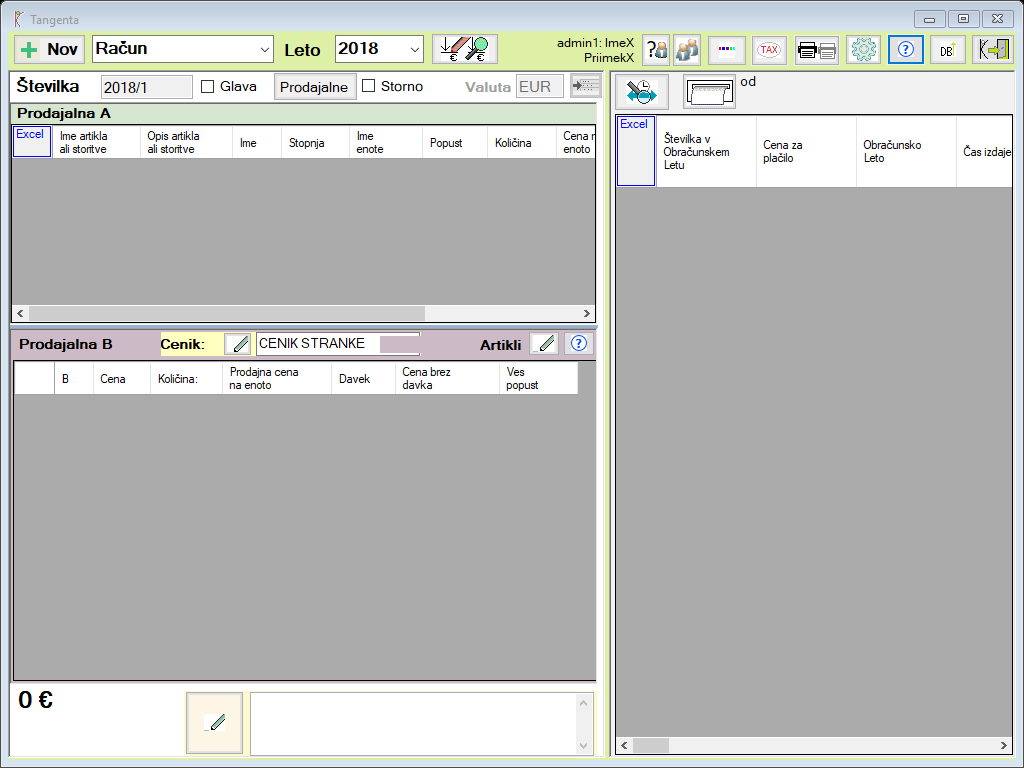 Tangenta
Nov
Račun
Leto
2018
admin1: ImeX
PriimekX
TAX
DB
Številka
2018/1
Glava
Prodajalne
Storno
Valuta
EUR
od
Prodajalna A
Excel
Ime artikla
ali storitve
Opis artikla
ali storitve
Ime
Stopnja
Ime
enote
Popust
Količina
Cena
enoto
Prodajalna B
Cenik:
CENIK STRANKE
Artikli
B
Cena
Količina:
Prodajna cena
na enoto
Davek
Cena brez
davka
Ves
popust
0 €
Excel
Številka v
Obračunskem
Letu
Cena za
plačilo
Obračunsko
Leto
Čas izdaje